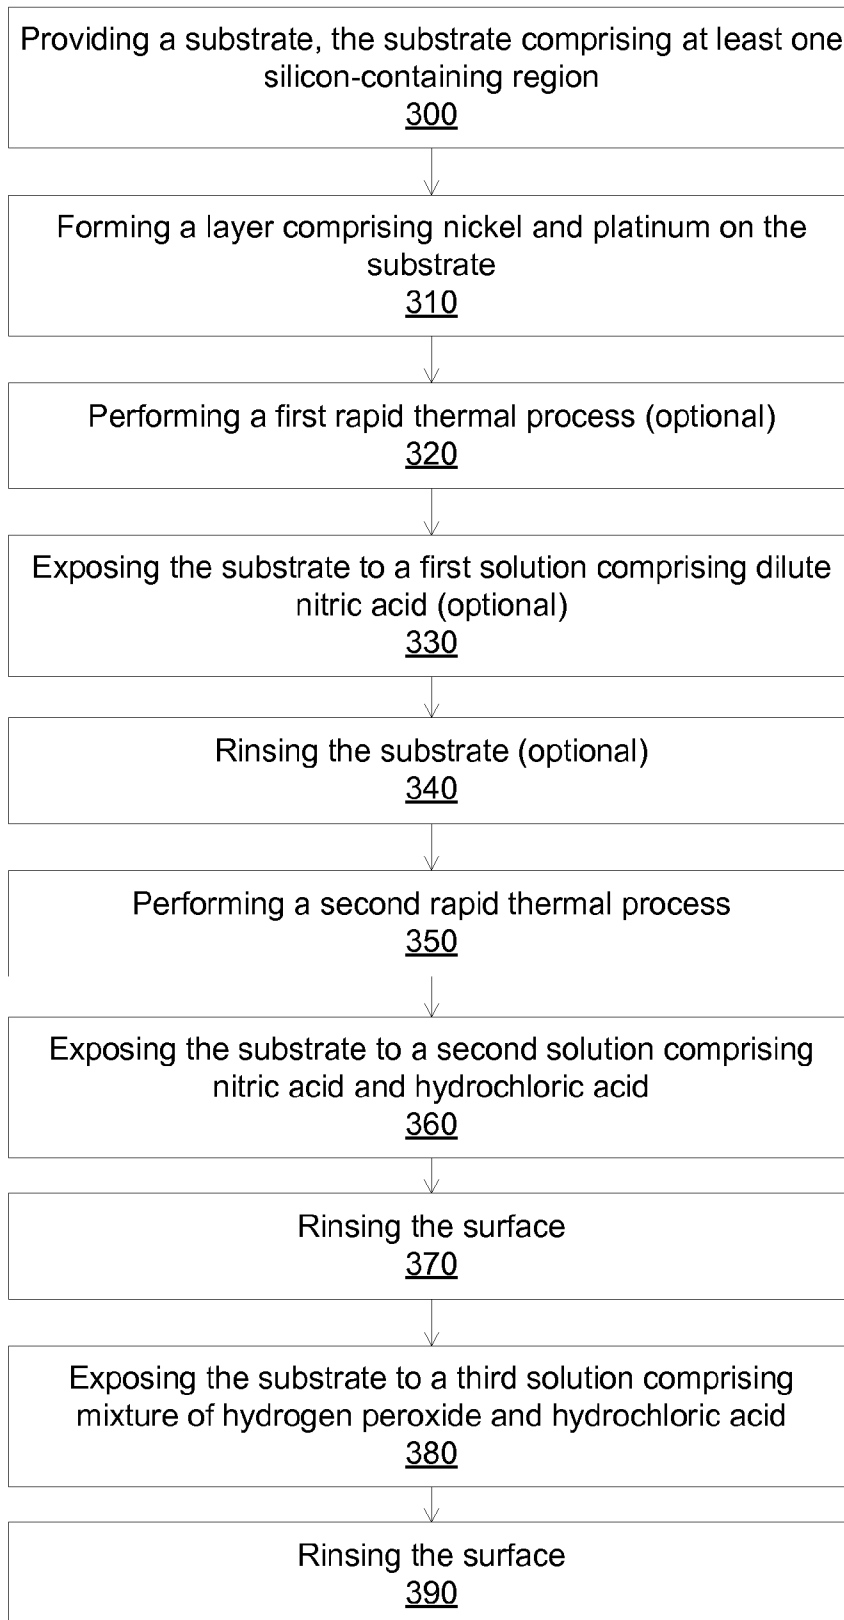 Providing a substrate, the substrate comprising at least one
silicon-containing region
300
Forming a layer comprising nickel and platinum on the
substrate
310
Performing a first rapid thermal process (optional)
320
Exposing the substrate to a first solution comprising dilute
nitric acid (optional)
330
Rinsing the substrate (optional)
340
Performing a second rapid thermal process
350
Exposing the substrate to a second solution comprising
nitric acid and hydrochloric acid
360
Rinsing the surface
370
Exposing the substrate to a third solution comprising
mixture of hydrogen peroxide and hydrochloric acid
380
Rinsing the surface
390